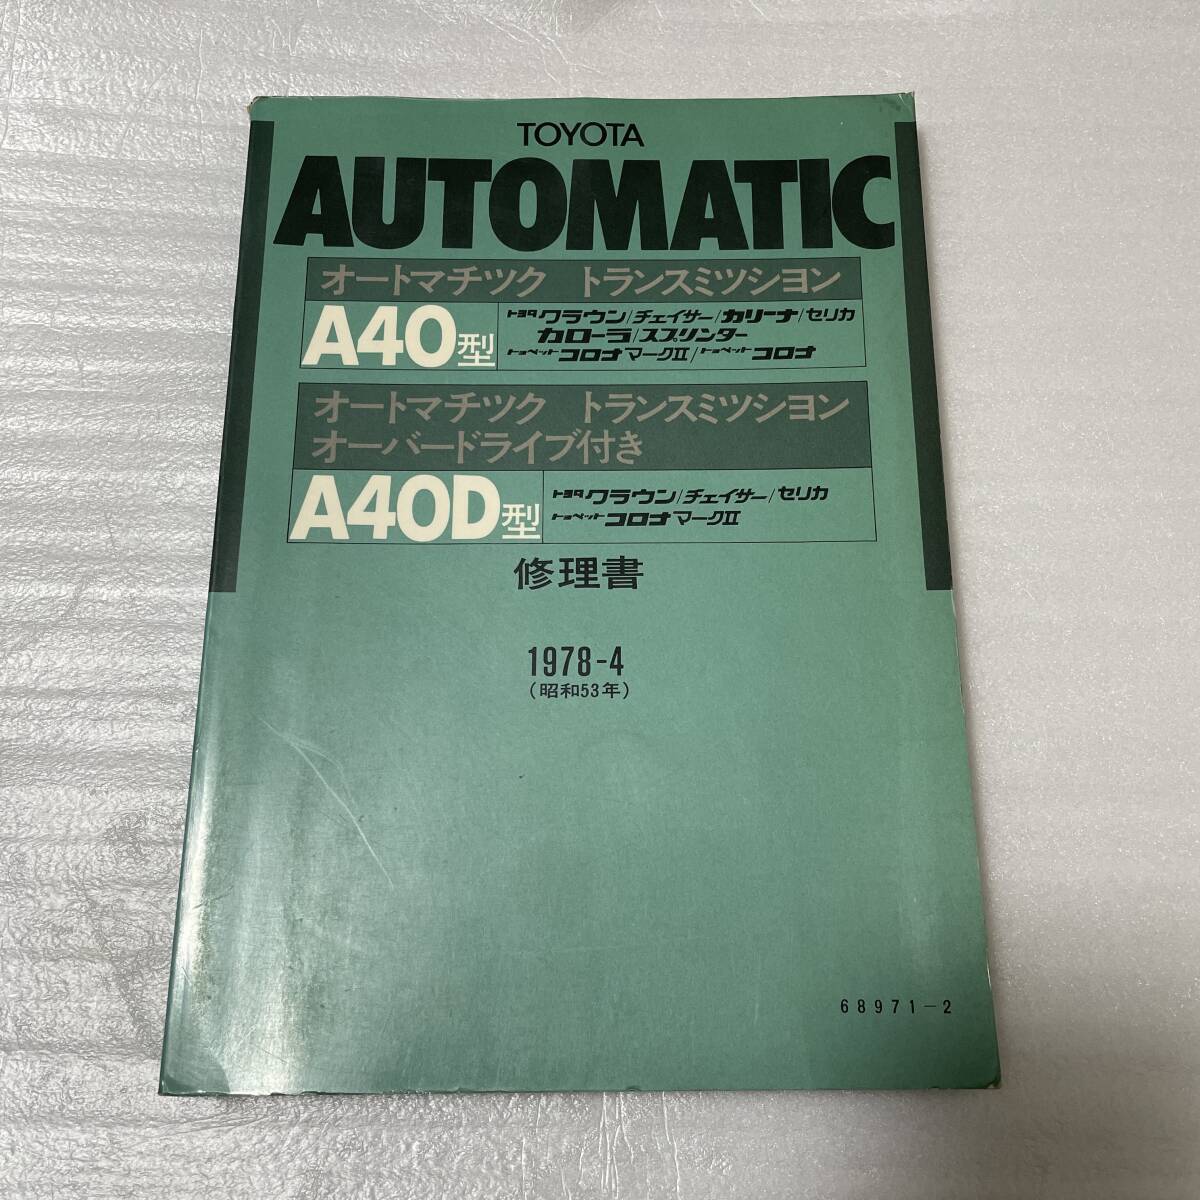 TOYOTA
AUTOMATIC
オートマチツク トランスミツシヨン
A40型
トヨタクラウン/チェイサー/カリーナ/セリカ
カローラ/スプリンター
トヨペットコロナマークII/トヨペットコロナ
オートマチツク トランスミツシヨン
オーバードライブ付き
A40D型
トヨタクラウン/チェイサー/セリカ
トヨペットコロナマークII
修理書
1978-4
(昭和53年)
68971-2